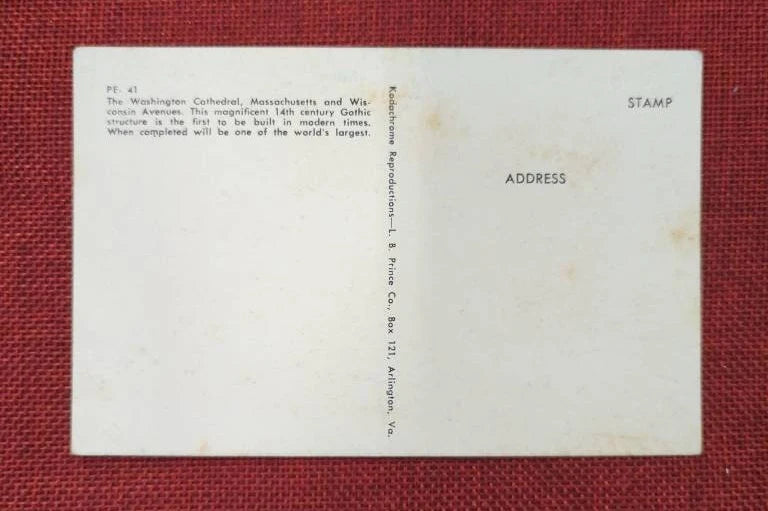 PE- 41
The Washington Cathedral, Massachusetts and Wis-
consin Avenues. This magnificent 14th century Gothic
structure is the first to be built in modern times.
When completed will be one of the world's largest.
Kodachrome Reproductions—L. B. Prince Co., Box 121, Arlington, Va.
STAMP
ADDRESS